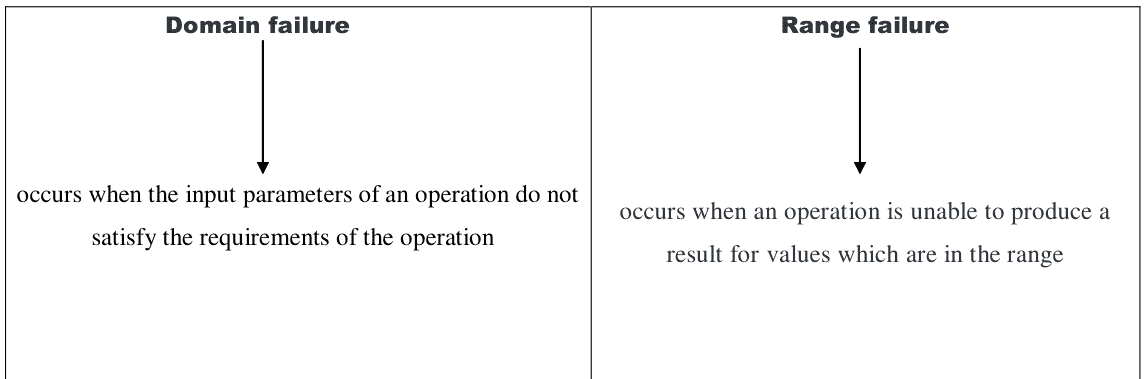 Domain failure
occurs when the input parameters of an operation do not
satisfy the requirements of the operation
Range failure
occurs when an operation is unable to produce a
result for values which are in the range